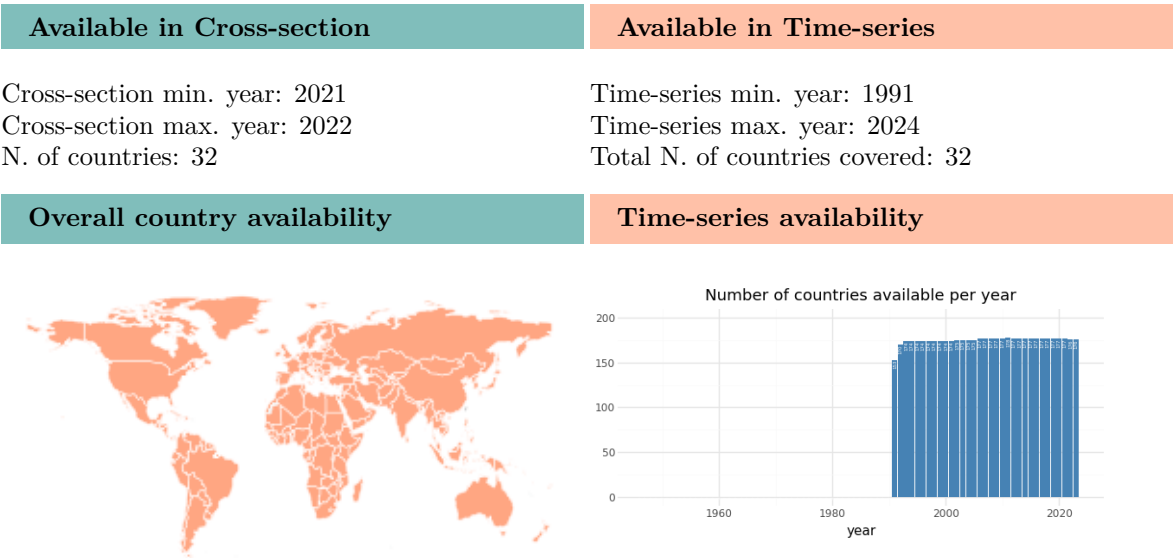 Available in Cross-section
Available in Time-series
Cross-section min. year: 2021
Cross-section max. year: 2022
N. of countries: 32
Time-series min. year: 1991
Time-series max. year: 2024
Total N. of countries covered: 32
Overall country availability
Time-series availability
Number of countries available per year
200
150
100
50
0
1960
1980
2000
2020
year